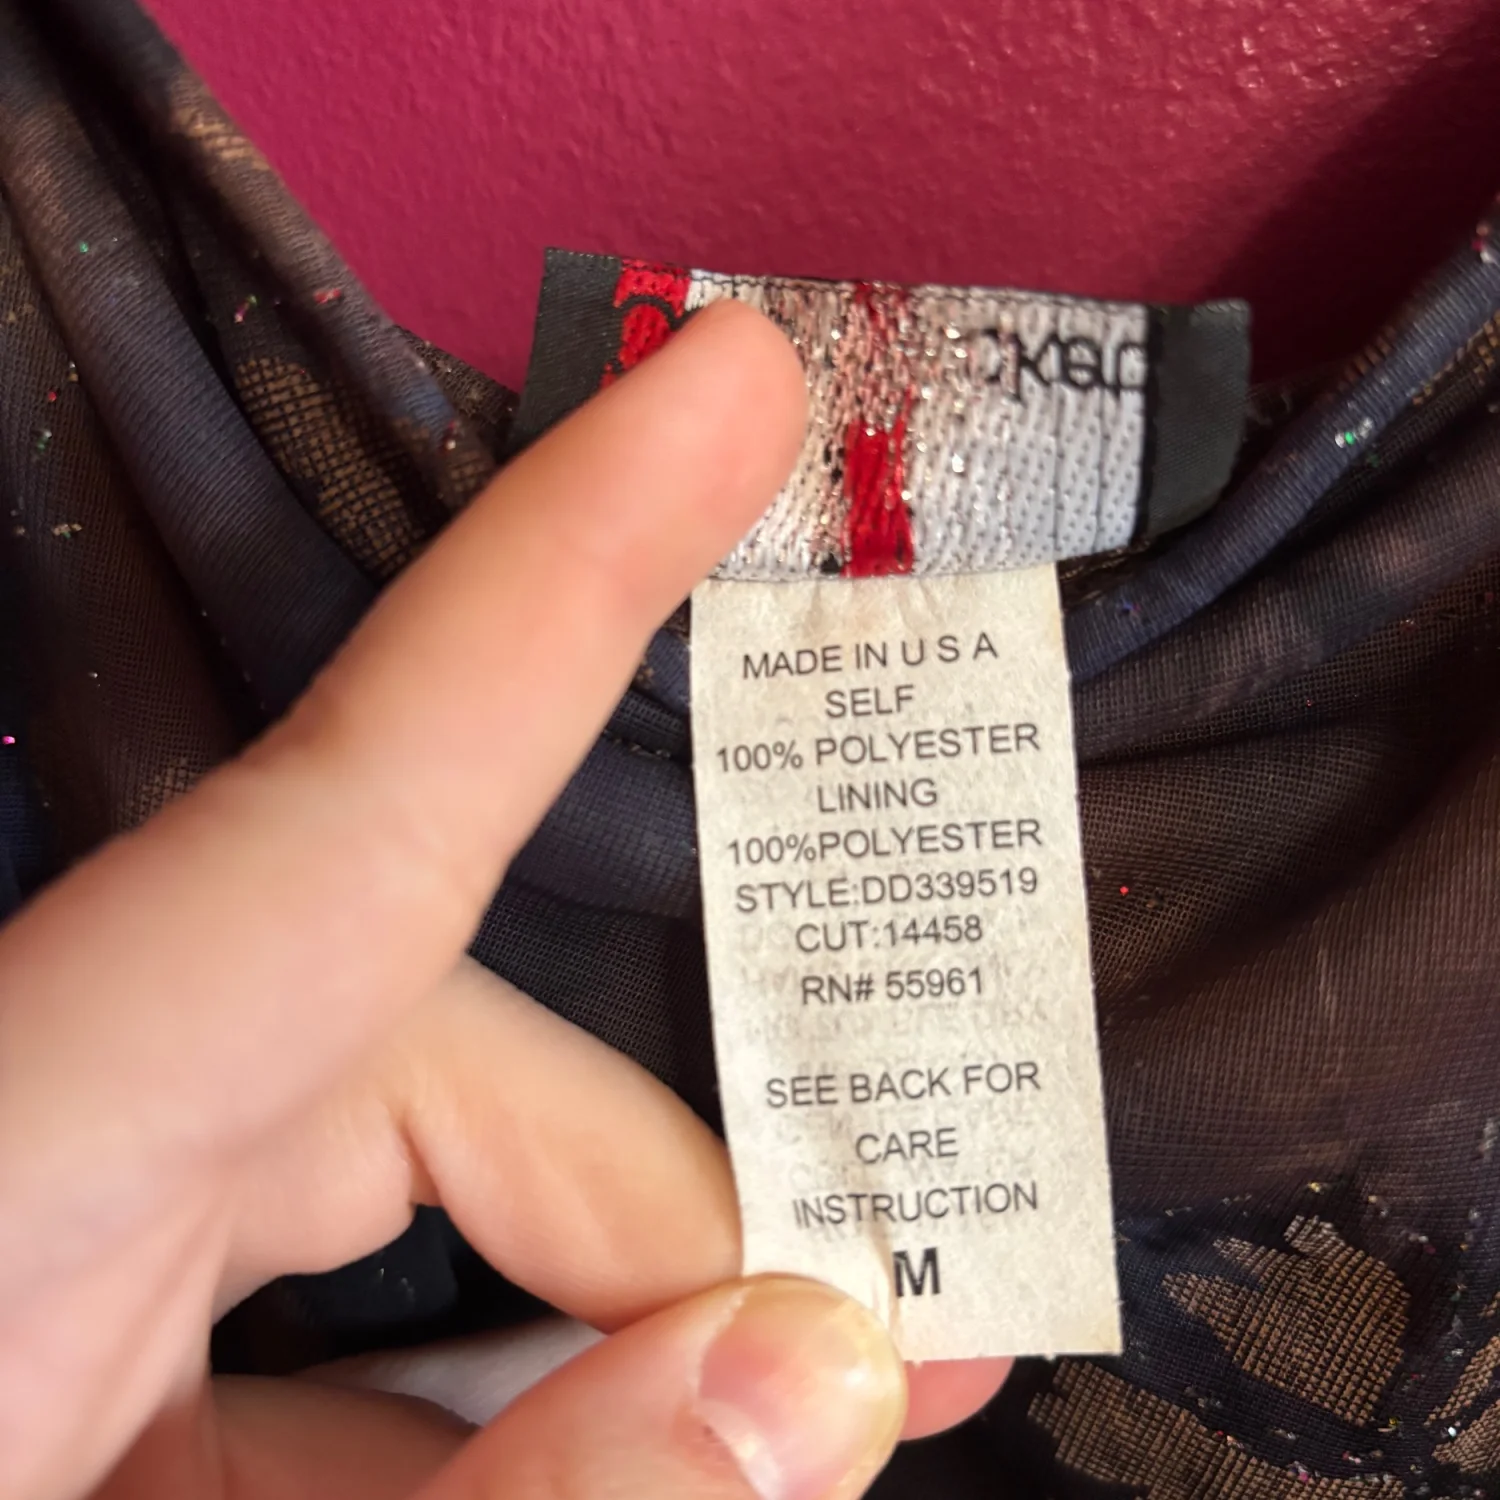 MADE IN U S A
SELF
100% POLYESTER
LINING
100%POLYESTER
STYLE:DD339519
CUT:14458
RN# 55961
SEE BACK FOR
CARE
INSTRUCTION
M